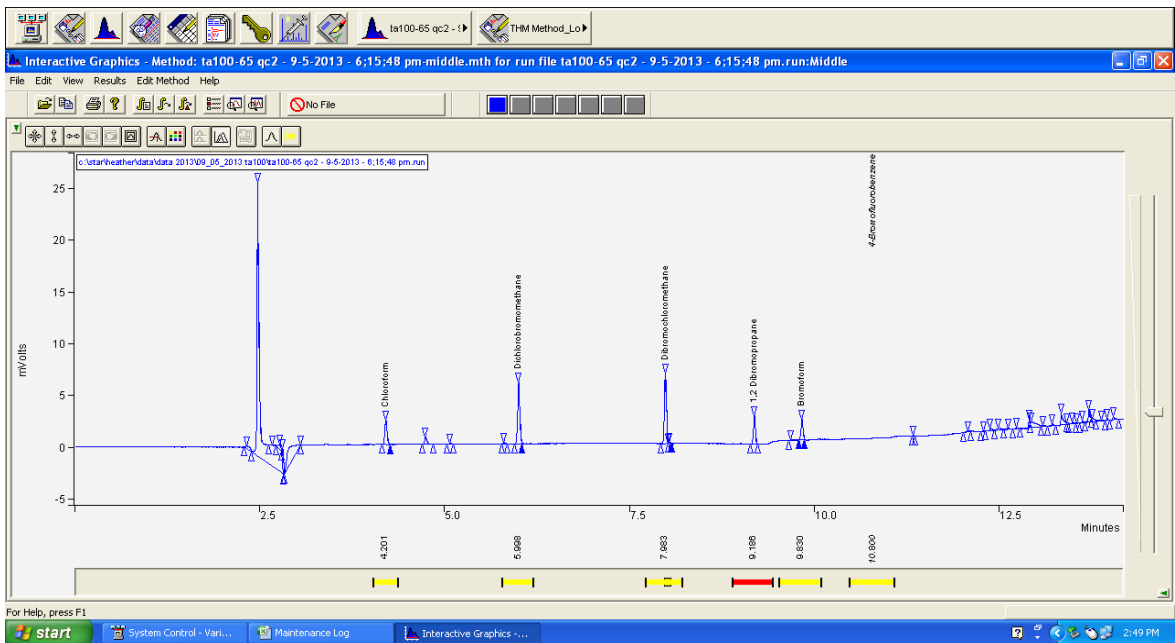 ta100-65 qc2 - 9
THM Method_Lo
Interactive Graphics - Method: ta100-65 qc2 - 9-5-2013 - 6;15;48 pm-middle.mth for run file ta100-65 qc2 - 9-5-2013 - 6;15;48 pm.run:Middle
File Edit View Results Edit Method Help
No File
c:\star\heather\data\data 2013\09_05_2013 ta100\ta100-65 qc2 - 9-5-2013 - 6;15;48 pm.run
mVolts
25
20
15
10
5
0
-5
Chloroform
Dichlorobromomethane
Dibromochloromethane
1,2 Dibromopropane
Bromoform
4-Bromofluorobenzene
2.5 5.0 7.5 10.0 12.5
Minutes
4.201 5.998 7.983 9.186 9.830 10.800
For Help, press F1
start System Control - Vari... Maintenance Log Interactive Graphics -... 2:49 PM